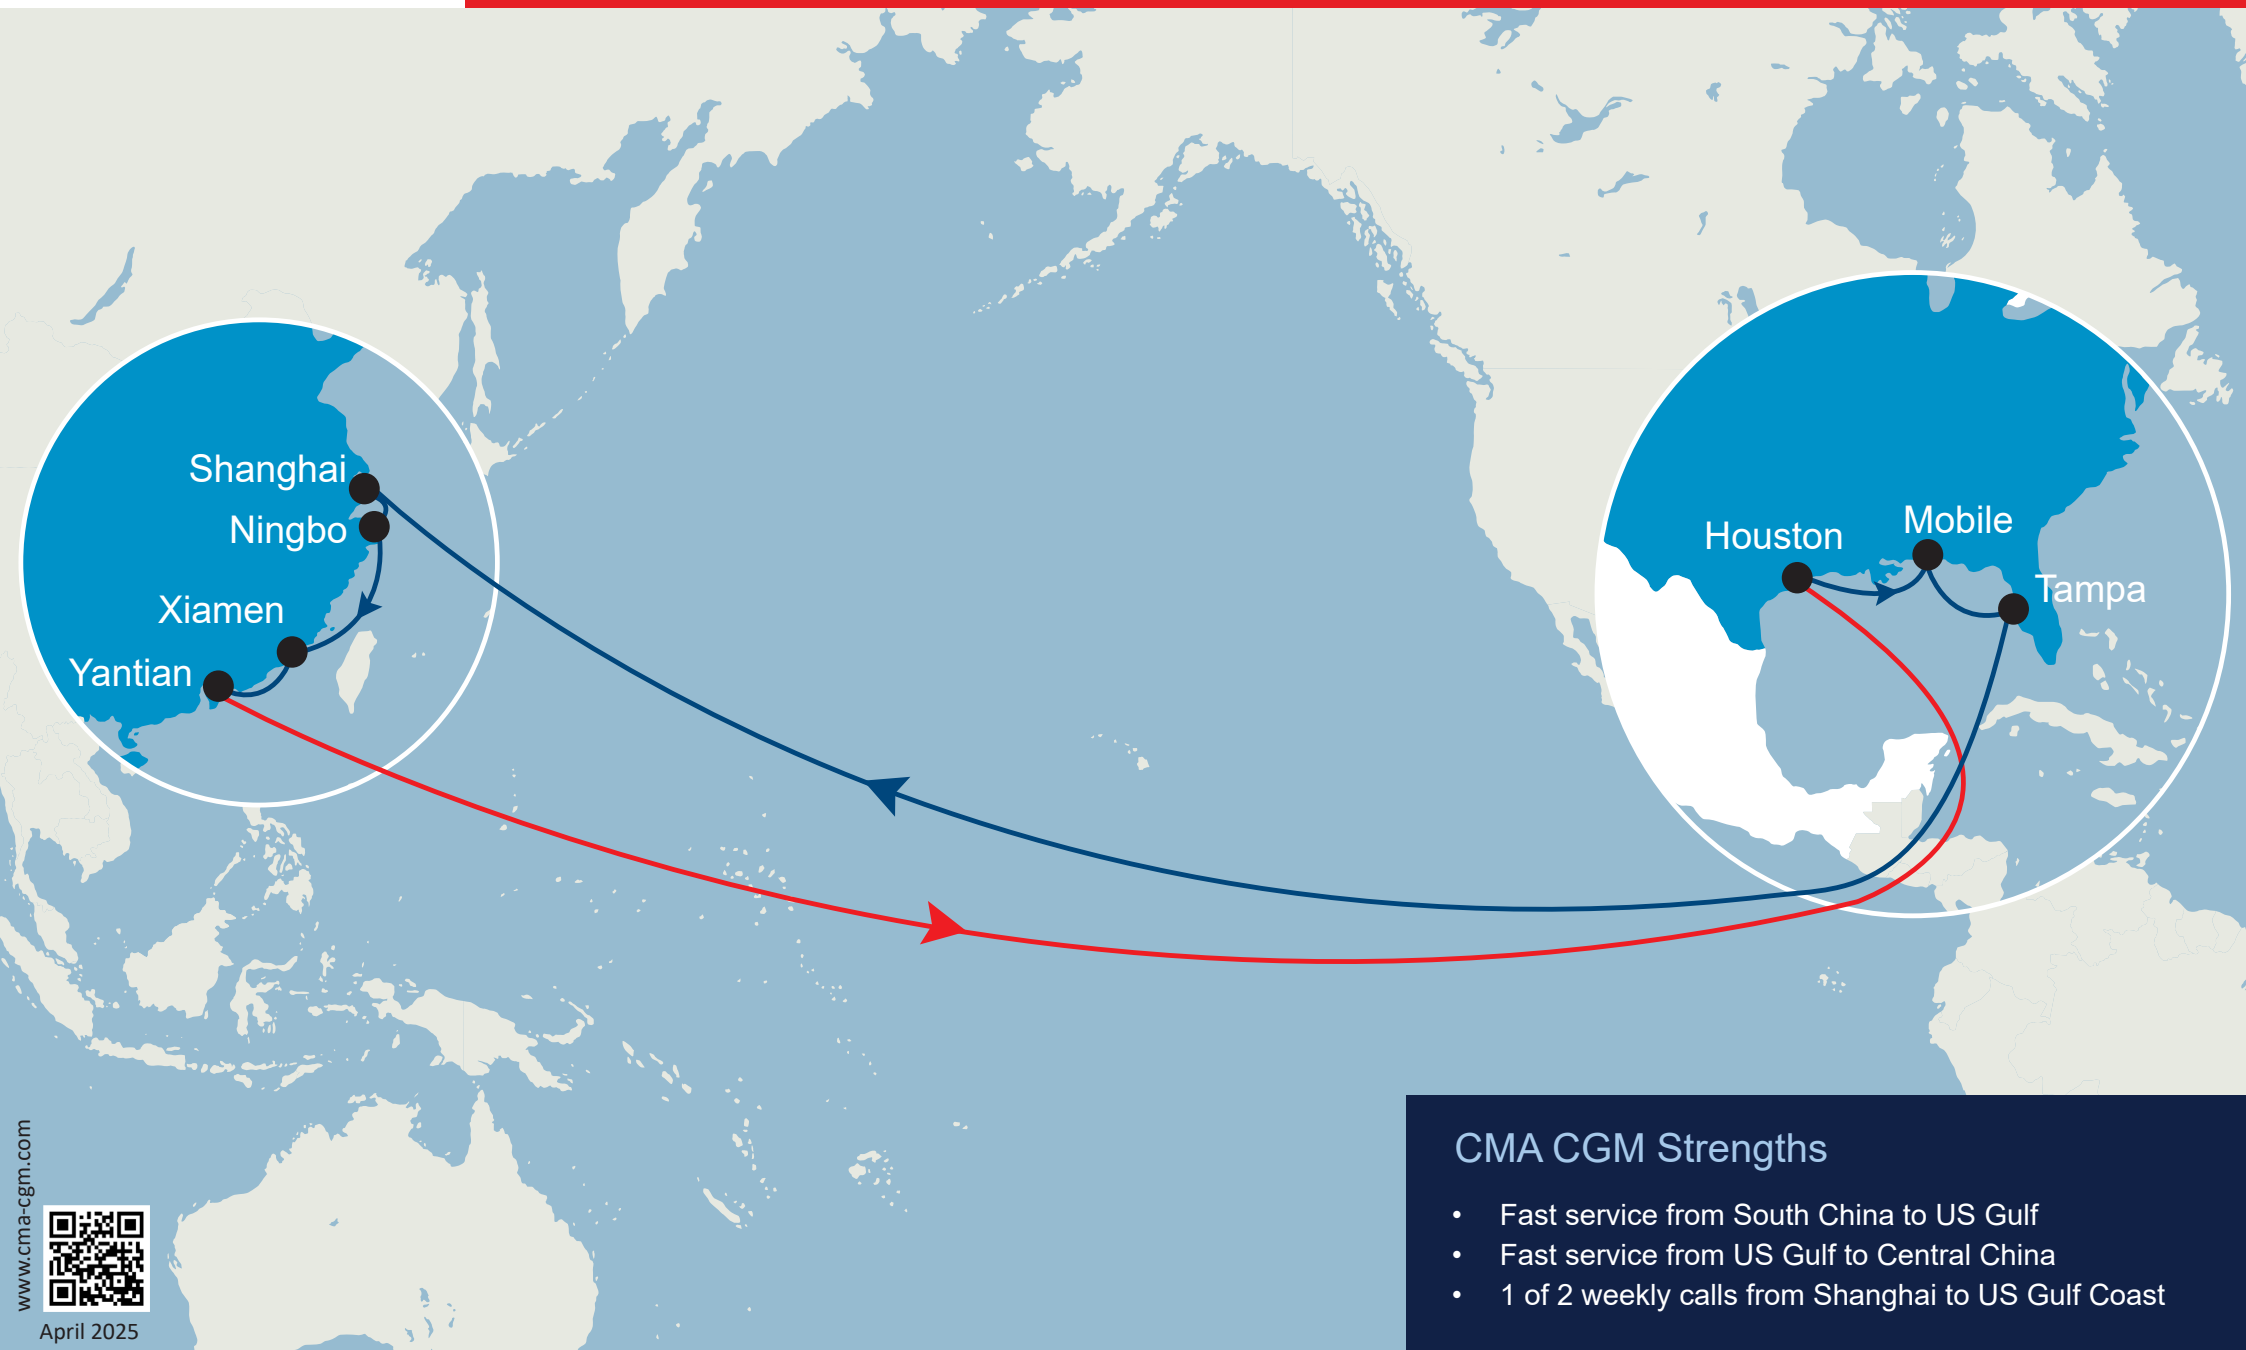 Shanghai
Ningbo
Xiamen
Yantian
Houston
Mobile
Tampa
CMA CGM Strengths
• Fast service from South China to US Gulf
• Fast service from US Gulf to Central China
• 1 of 2 weekly calls from Shanghai to US Gulf Coast
www.cma-cgm.com
April 2025